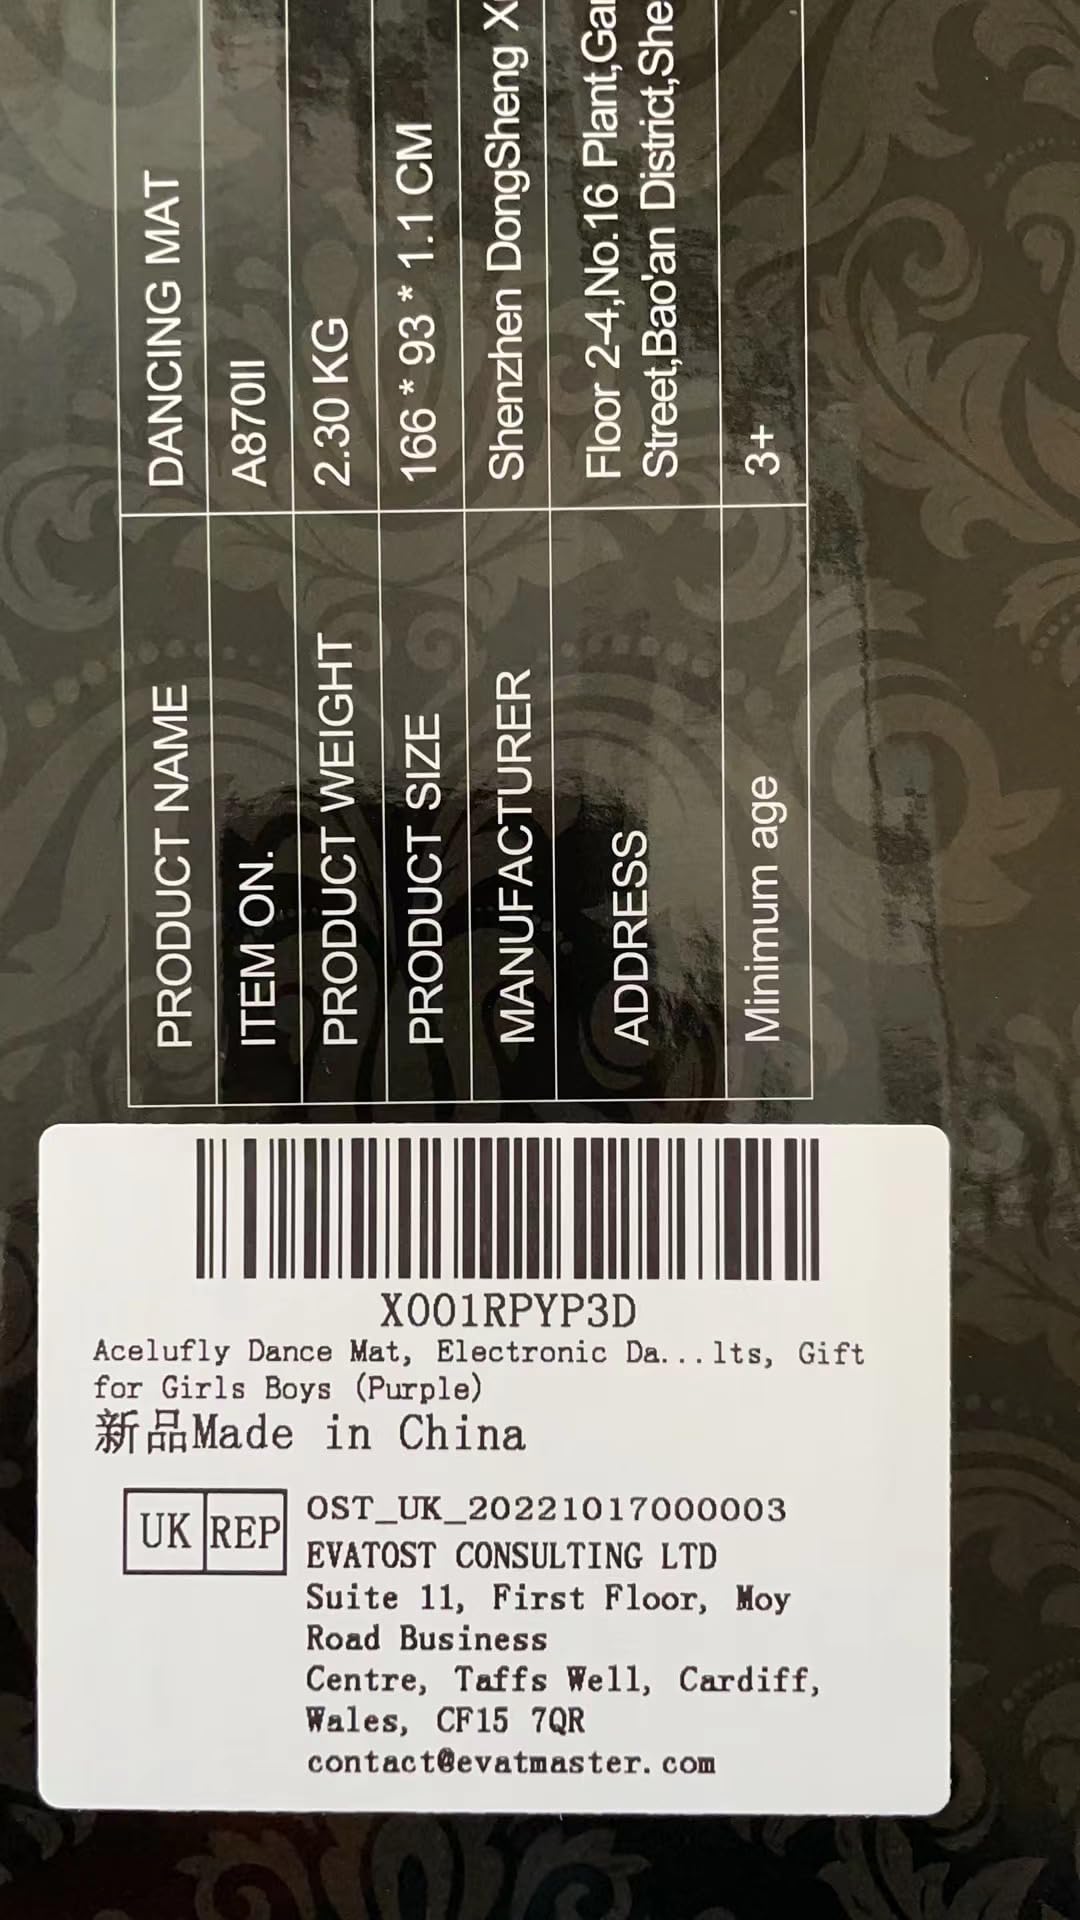 PRODUCT NAME DANCING MAT
ITEM ON. A870II
PRODUCT WEIGHT 2.30 KG
PRODUCT SIZE 166 * 93 * 1.1 CM
MANUFACTURER Shenzhen DongSheng
ADDRESS Floor 2-4,No.16 Plant,
Street,Bao'an District,
Minimum age 3+
X001RPYP3D
Acelufly Dance Mat, Electronic Da...lts, Gift
for Girls Boys (Purple)
新品Made in China
UK REP
OST_UK_20221017000003
EVATOST CONSULTING LTD
Suite 11, First Floor, Moy
Road Business
Centre, Taffs Well, Cardiff,
Wales, CF15 7QR
contact@evatmaster.com